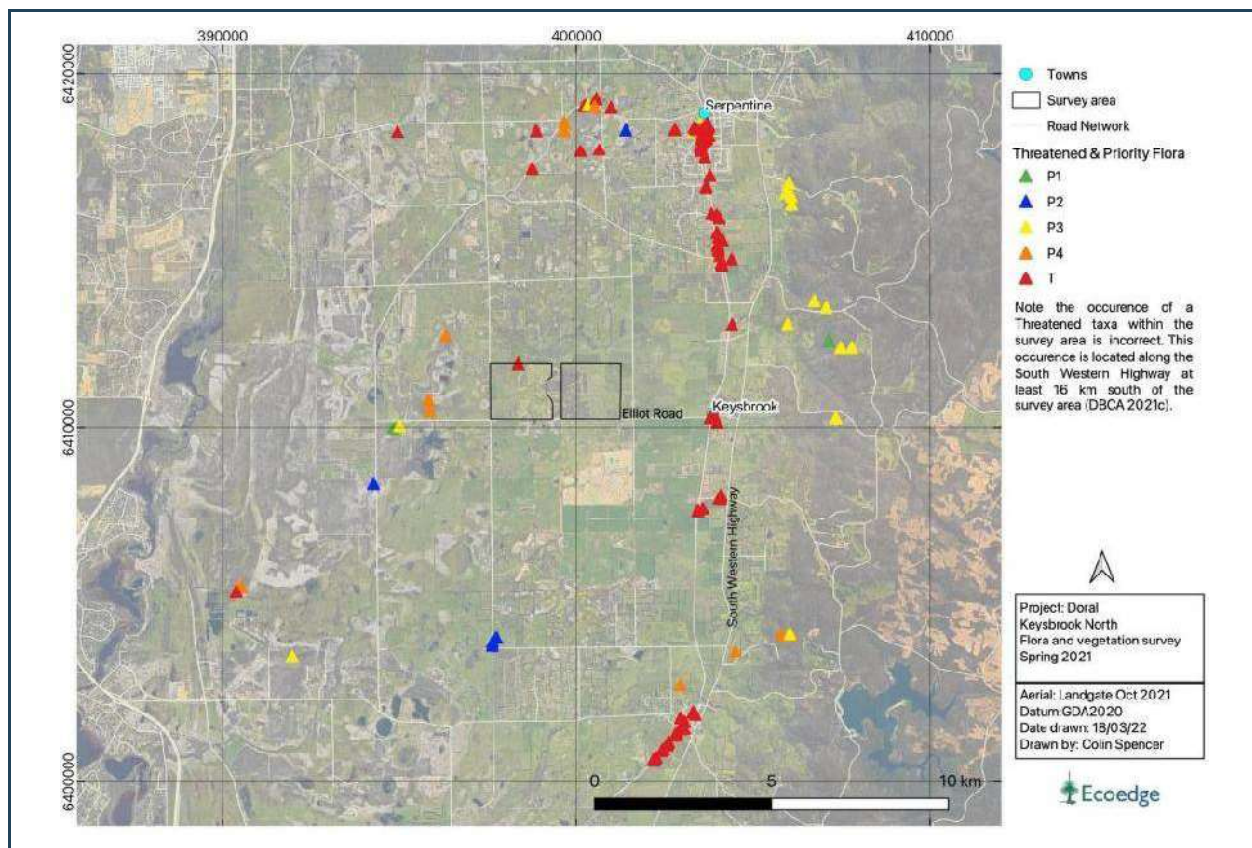 390000
400000
410000
6420000
6410000
6400000
Serpentine
Elliot Road
Keysbrook
South Western Highway
0
5
10 km
Towns
Survey area
Road Network
Threatened & Priority Flora
P1
P2
P3
P4
T
Note the occurence of a
Threatened taxa within the
survey area is incorrect. This
occurence is located along the
South Western Highway at
least 16 km south of the
survey area (DBCA 2021c).
Project: Doral
Keysbrook North
Flora and vegetation survey
Spring 2021
Aerial: Landgate Oct 2021
Datum:GDA2020
Date drawn: 18/03/22
Drawn by: Colin Spencer
Ecoedge